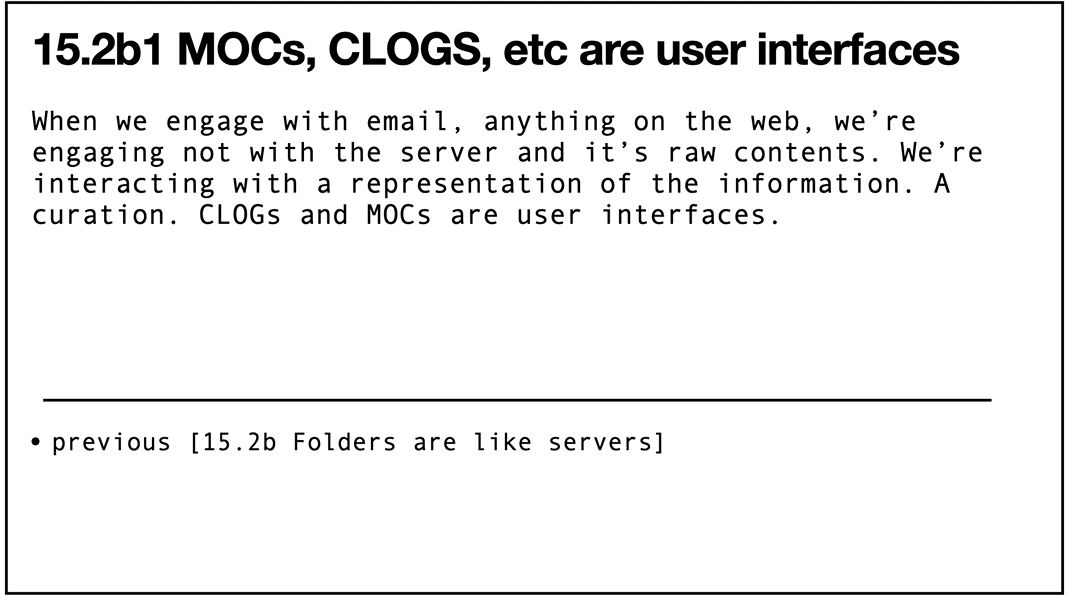 15.2b1 MOCs, CLOGS, etc are user interfaces
When we engage with email, anything on the web, we’re
engaging not with the server and it’s raw contents. We’re
interacting with a representation of the information. A
curation. CLOGs and MOCs are user interfaces.
• previous [15.2b Folders are like servers]